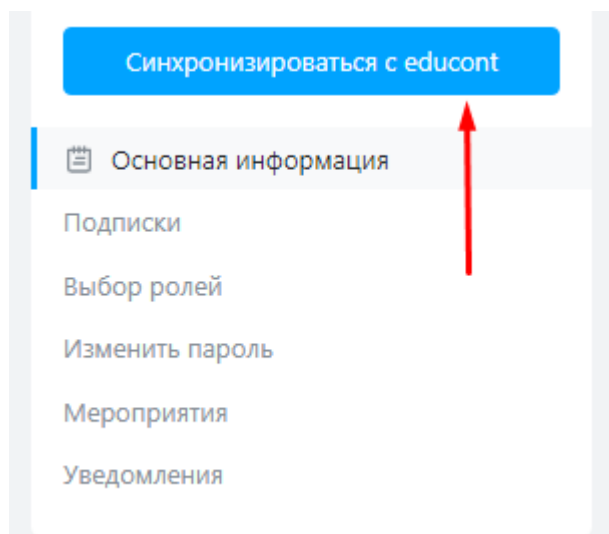 Синхронизироваться с educont
Основная информация
Подписки
Выбор ролей
Изменить пароль
Мероприятия
Уведомления